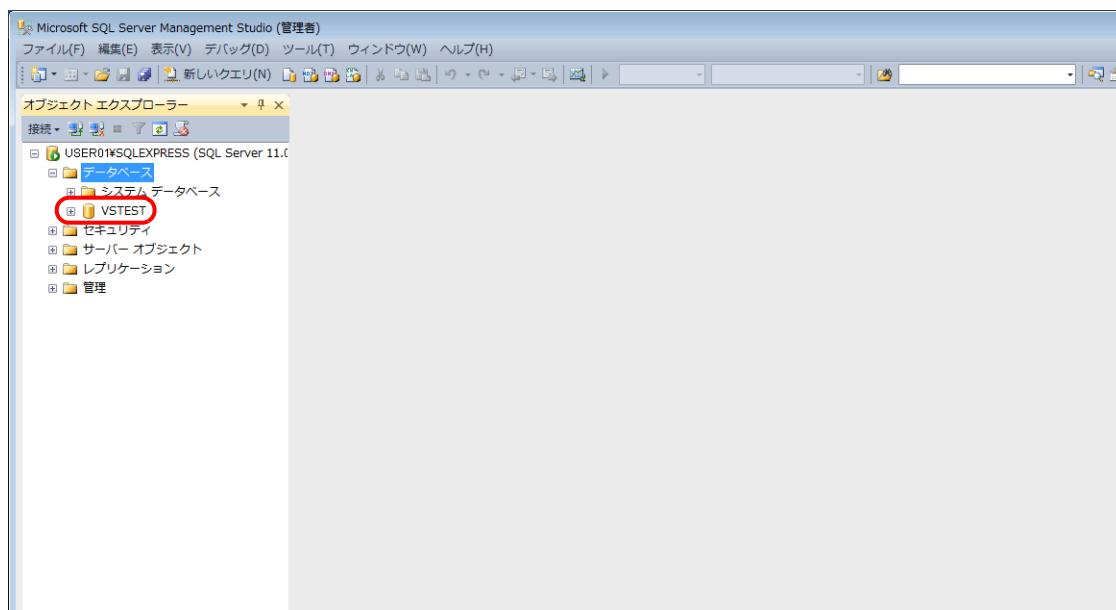 Microsoft SQL Server Management Studio (管理者)
ファイル(F) 編集(E) 表示(V) デバッグ(D) ツール(T) ウィンドウ(W) ヘルプ(H)
新しいクエリ(N)
オブジェクト エクスプローラー
接続
USER01¥SQLEXPRESS (SQL Server 11.0
データベース
システム データベース
VSTEST
セキュリティ
サーバー オブジェクト
レプリケーション
管理